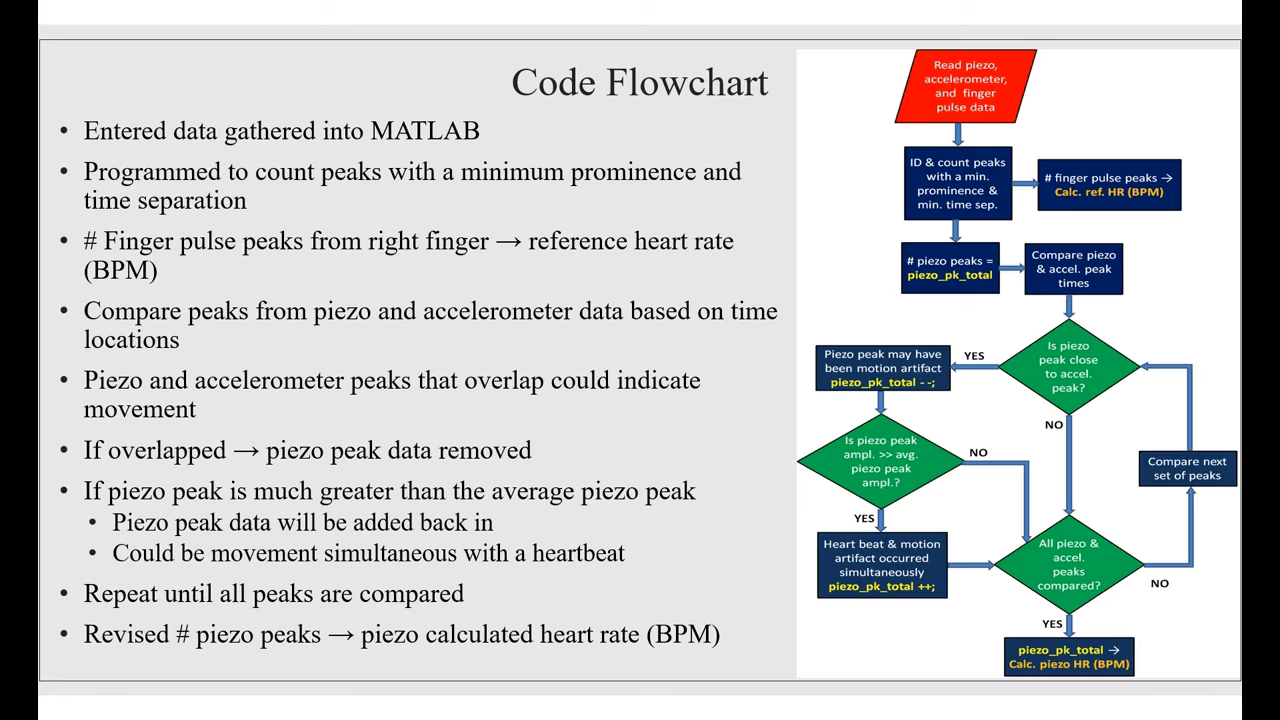 Code Flowchart
• Entered data gathered into MATLAB
• Programmed to count peaks with a minimum prominence and
time separation
• # Finger pulse peaks from right finger → reference heart rate
(BPM)
• Compare peaks from piezo and accelerometer data based on time
locations
• Piezo and accelerometer peaks that overlap could indicate
movement
• If overlapped → piezo peak data removed
• If piezo peak is much greater than the average piezo peak
• Piezo peak data will be added back in
• Could be movement simultaneous with a heartbeat
• Repeat until all peaks are compared
• Revised # piezo peaks → piezo calculated heart rate (BPM)
Read piezo,
accelerometer,
and finger
pulse data
ID & count peaks
with a min.
prominence &
min. time sep.
# finger pulse peaks →
Calc. ref. HR (BPM)
# piezo peaks =
piezo_pk_total
Compare piezo
& accel. peak
times
Is piezo
peak close
to accel.
peak?
YES
Piezo peak may have
been motion artifact
piezo_pk_total - -;
NO
Is piezo peak
ampl. >> avg.
piezo peak
ampl.?
NO
Compare next
set of peaks
YES
Heart beat & motion
artifact occurred
simultaneously
piezo_pk_total ++;
All piezo &
accel.
peaks
compared?
NO
YES
piezo_pk_total →
Calc. piezo HR (BPM)